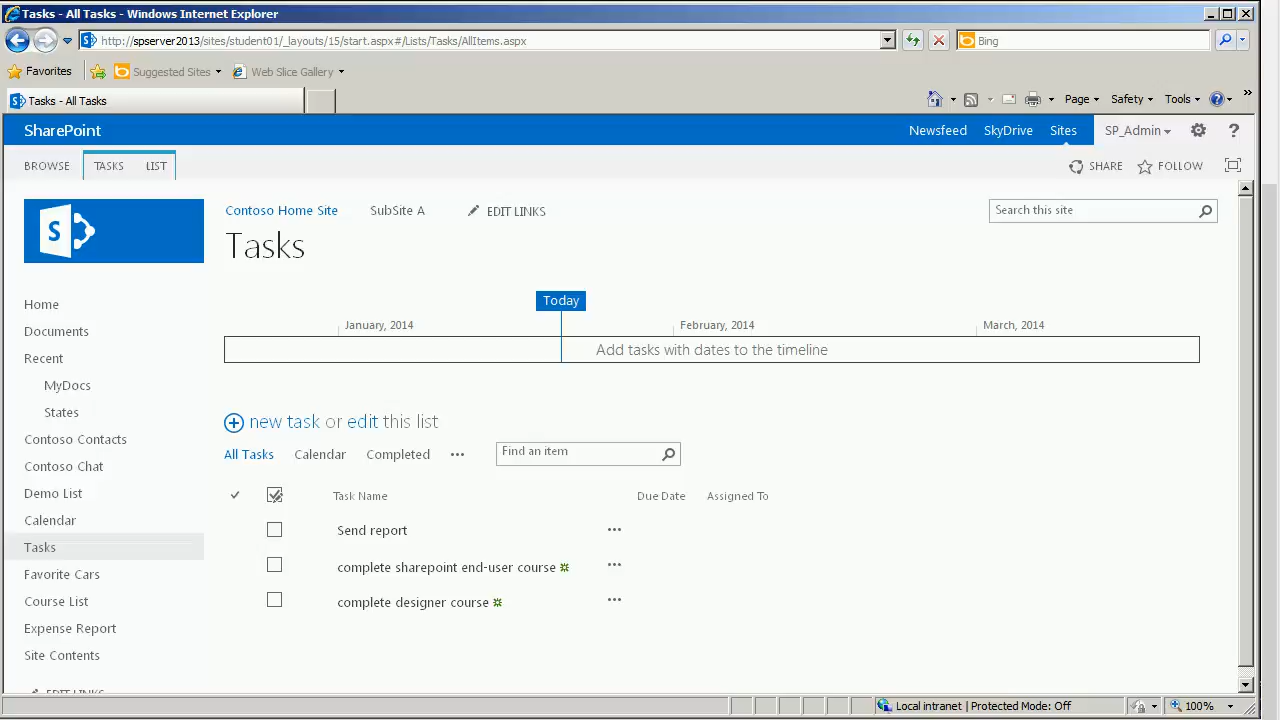 Tasks - All Tasks - Windows Internet Explorer
http://spserver2013/sites/student01/_layouts/15/start.aspx#/Lists/Tasks/AllItems.aspx
Bing
Favorites
Suggested Sites
Web Slice Gallery
Tasks - All Tasks
Page
Safety
Tools
SharePoint
Newsfeed
SkyDrive
Sites
SP_Admin
?
BROWSE
TASKS
LIST
SHARE
FOLLOW
S
Contoso Home Site
SubSite A
EDIT LINKS
Search this site
Tasks
Today
January, 2014
February, 2014
March, 2014
Add tasks with dates to the timeline
Home
Documents
Recent
MyDocs
States
Contoso Contacts
Contoso Chat
Demo List
Calendar
Tasks
Favorite Cars
Course List
Expense Report
Site Contents
EDIT LINKS
new task or edit this list
All Tasks
Calendar
Completed
Find an item
Task Name
Due Date
Assigned To
Send report
complete sharepoint end-user course
complete designer course
Local intranet | Protected Mode: Off
100%